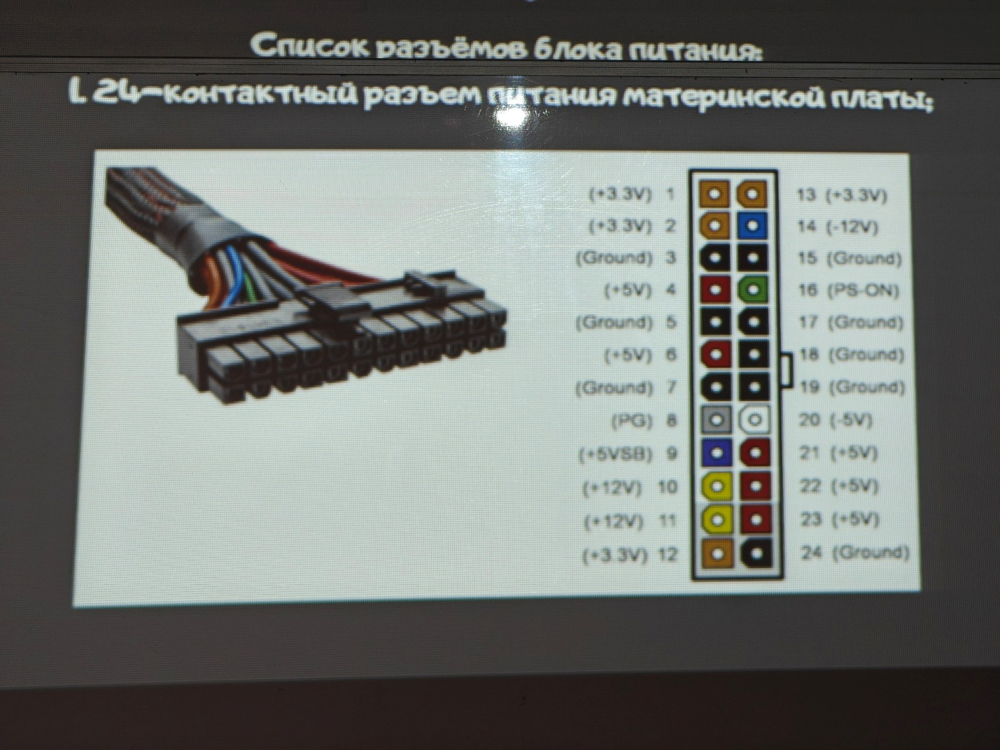 Список разъёмов блока питания:
1. 24-контактный разъем питания материнской платы;
(+3.3V) 1 13 (+3.3V)
(+3.3V) 2 14 (-12V)
(Ground) 3 15 (Ground)
(+5V) 4 16 (PS-ON)
(Ground) 5 17 (Ground)
(+5V) 6 18 (Ground)
(Ground) 7 19 (Ground)
(PG) 8 20 (-5V)
(+5VSB) 9 21 (+5V)
(+12V) 10 22 (+5V)
(+12V) 11 23 (+5V)
(+3.3V) 12 24 (Ground)